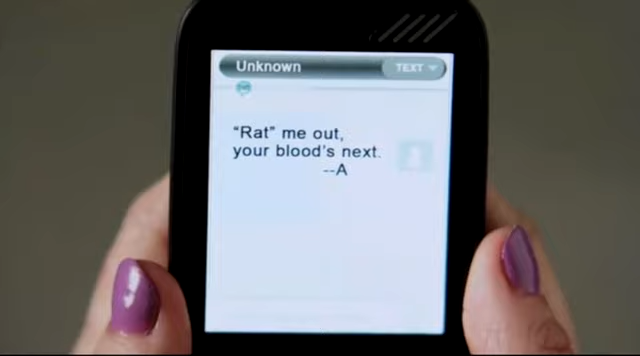 Unknown
TEXT
“Rat” me out,
your blood's next.
--A